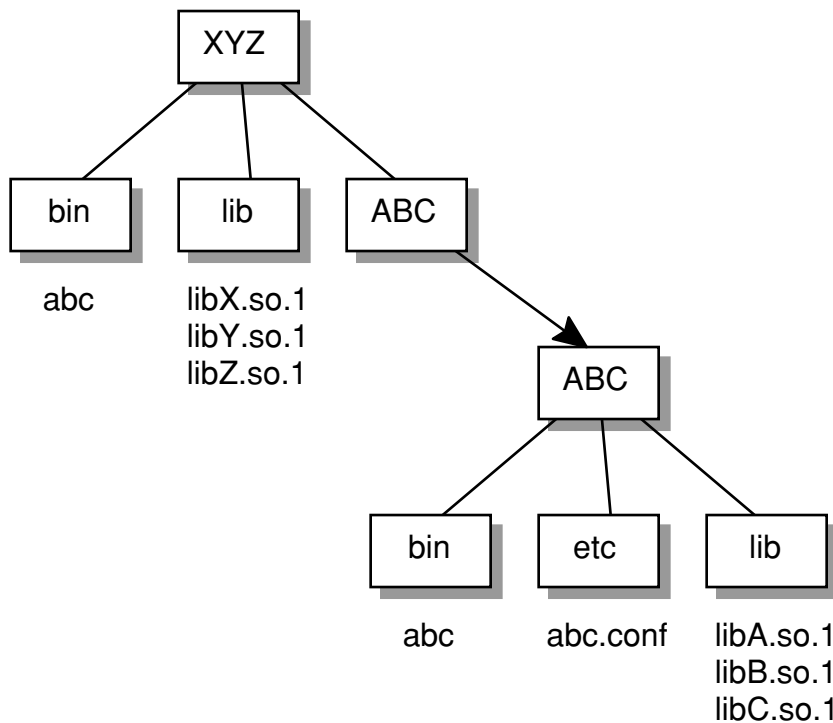 XYZ
bin
lib
ABC
abc
libX.so.1
libY.so.1
libZ.so.1
ABC
bin
etc
lib
abc
abc.conf
libA.so.1
libB.so.1
libC.so.1